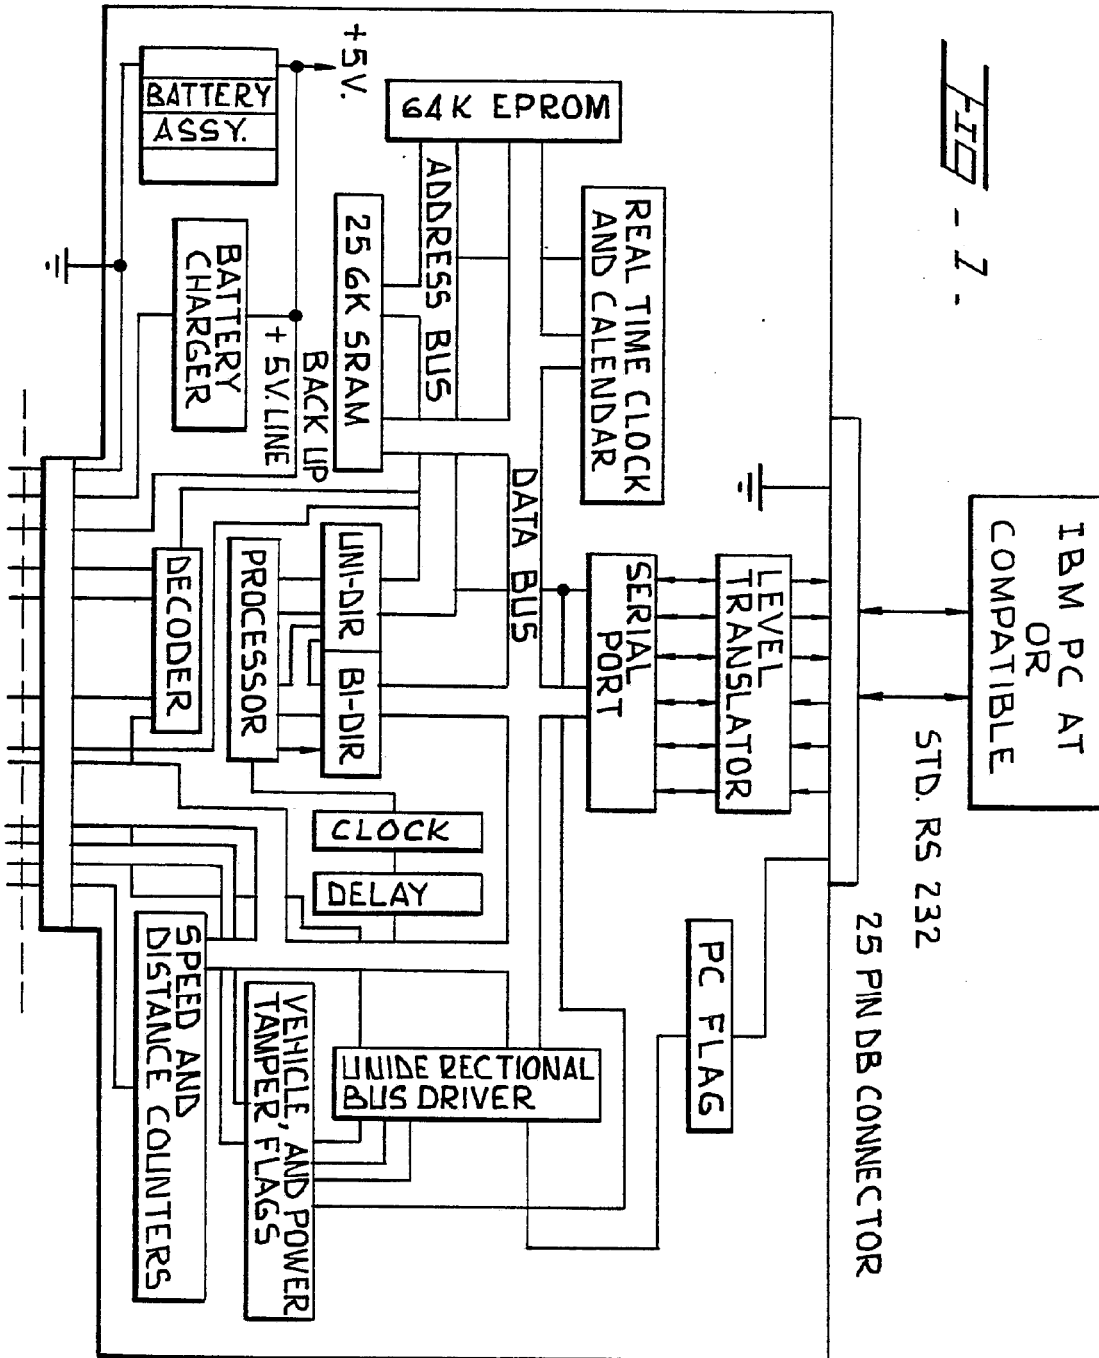 FIG - 1 -
IBM PC AT
OR
COMPATIBLE
STD. RS 232
25 PIN DB CONNECTOR
+5V.
BATTERY
ASSY.
64K EPROM
ADDRESS BUS
REAL TIME CLOCK
AND CALENDAR
256K SRAM
BATTERY
CHARGER
BACK UP
+5V.LINE
DATA BUS
LEVEL
TRANSLATOR
SERIAL
PORT
UNI-DIR
BI-DIR
PROCESSOR
DECODER
CLOCK
DELAY
PC FLAG
UNIDE RECTIONAL
BUS DRIVER
VEHICLE, AND POWER
TAMPER FLAGS
SPEED AND
DISTANCE COUNTERS